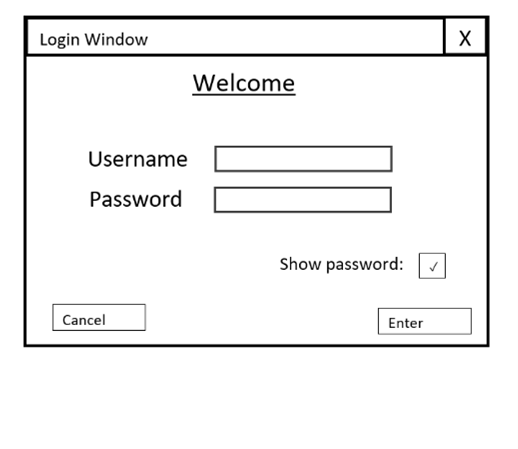 Login Window X
Welcome
Username
Password
Show password: ✓
Cancel
Enter